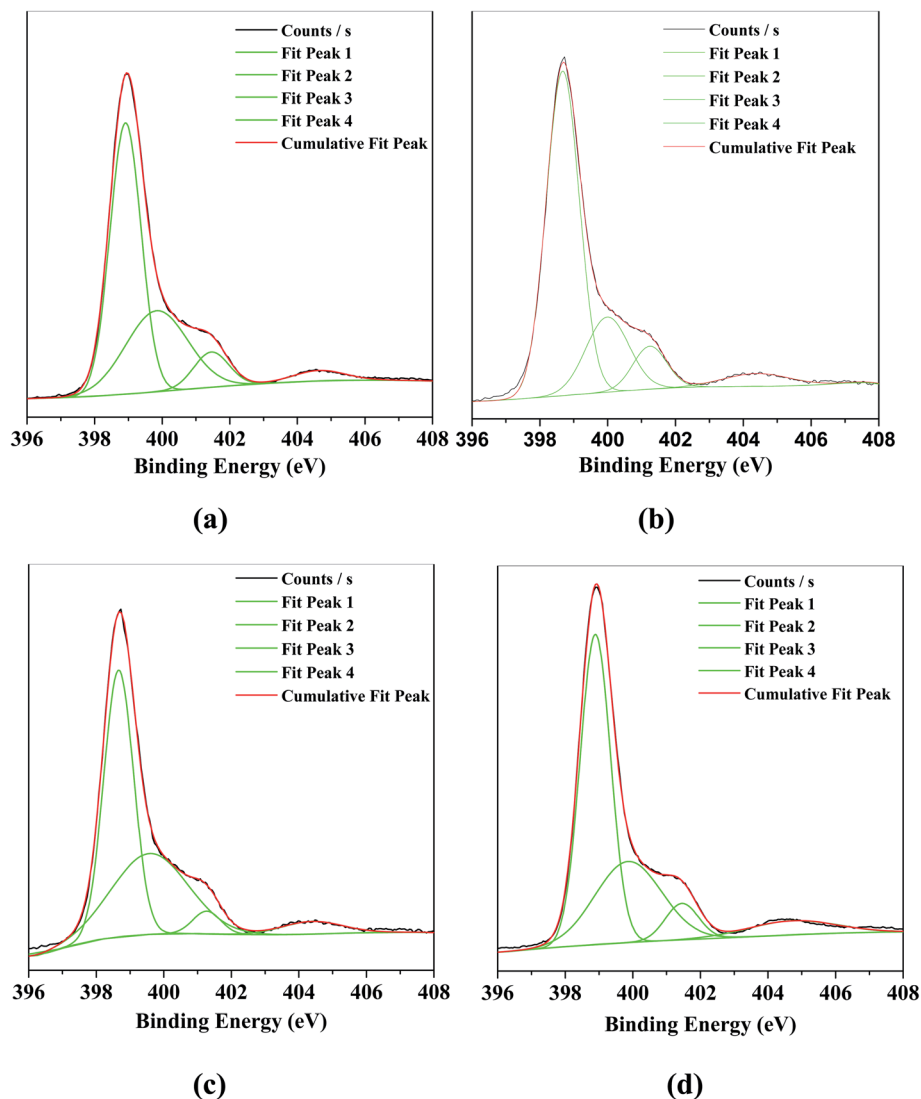 Counts / s
Fit Peak 1
Fit Peak 2
Fit Peak 3
Fit Peak 4
Cumulative Fit Peak
396 398 400 402 404 406 408
Binding Energy (eV)
(a)
Counts / s
Fit Peak 1
Fit Peak 2
Fit Peak 3
Fit Peak 4
Cumulative Fit Peak
396 398 400 402 404 406 408
Binding Energy (eV)
(b)
Counts / s
Fit Peak 1
Fit Peak 2
Fit Peak 3
Fit Peak 4
Cumulative Fit Peak
396 398 400 402 404 406 408
Binding Energy (eV)
(c)
Counts / s
Fit Peak 1
Fit Peak 2
Fit Peak 3
Fit Peak 4
Cumulative Fit Peak
396 398 400 402 404 406 408
Binding Energy (eV)
(d)